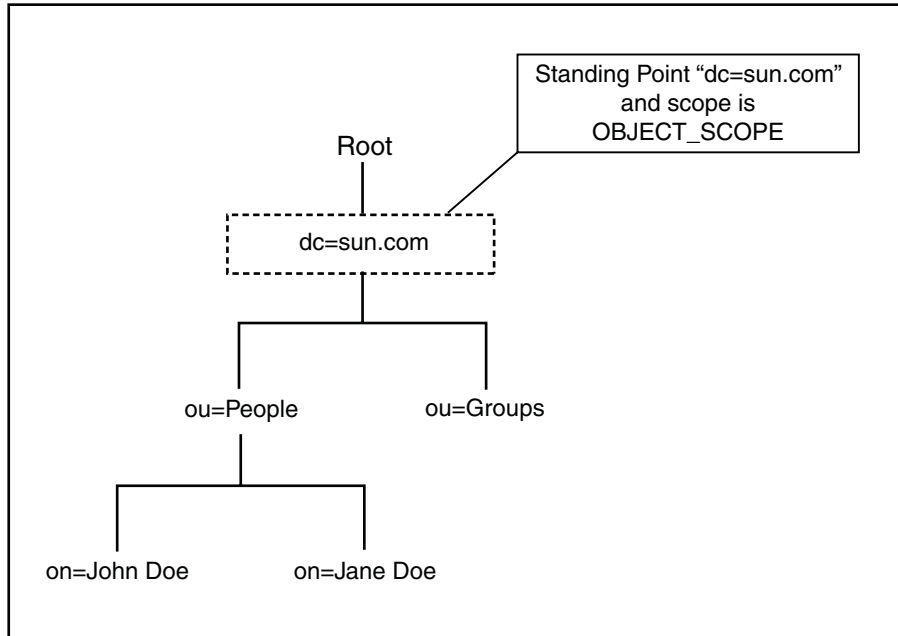 Standing Point “dc=sun.com”
and scope is
OBJECT_SCOPE
Root
dc=sun.com
ou=People
ou=Groups
on=John Doe
on=Jane Doe